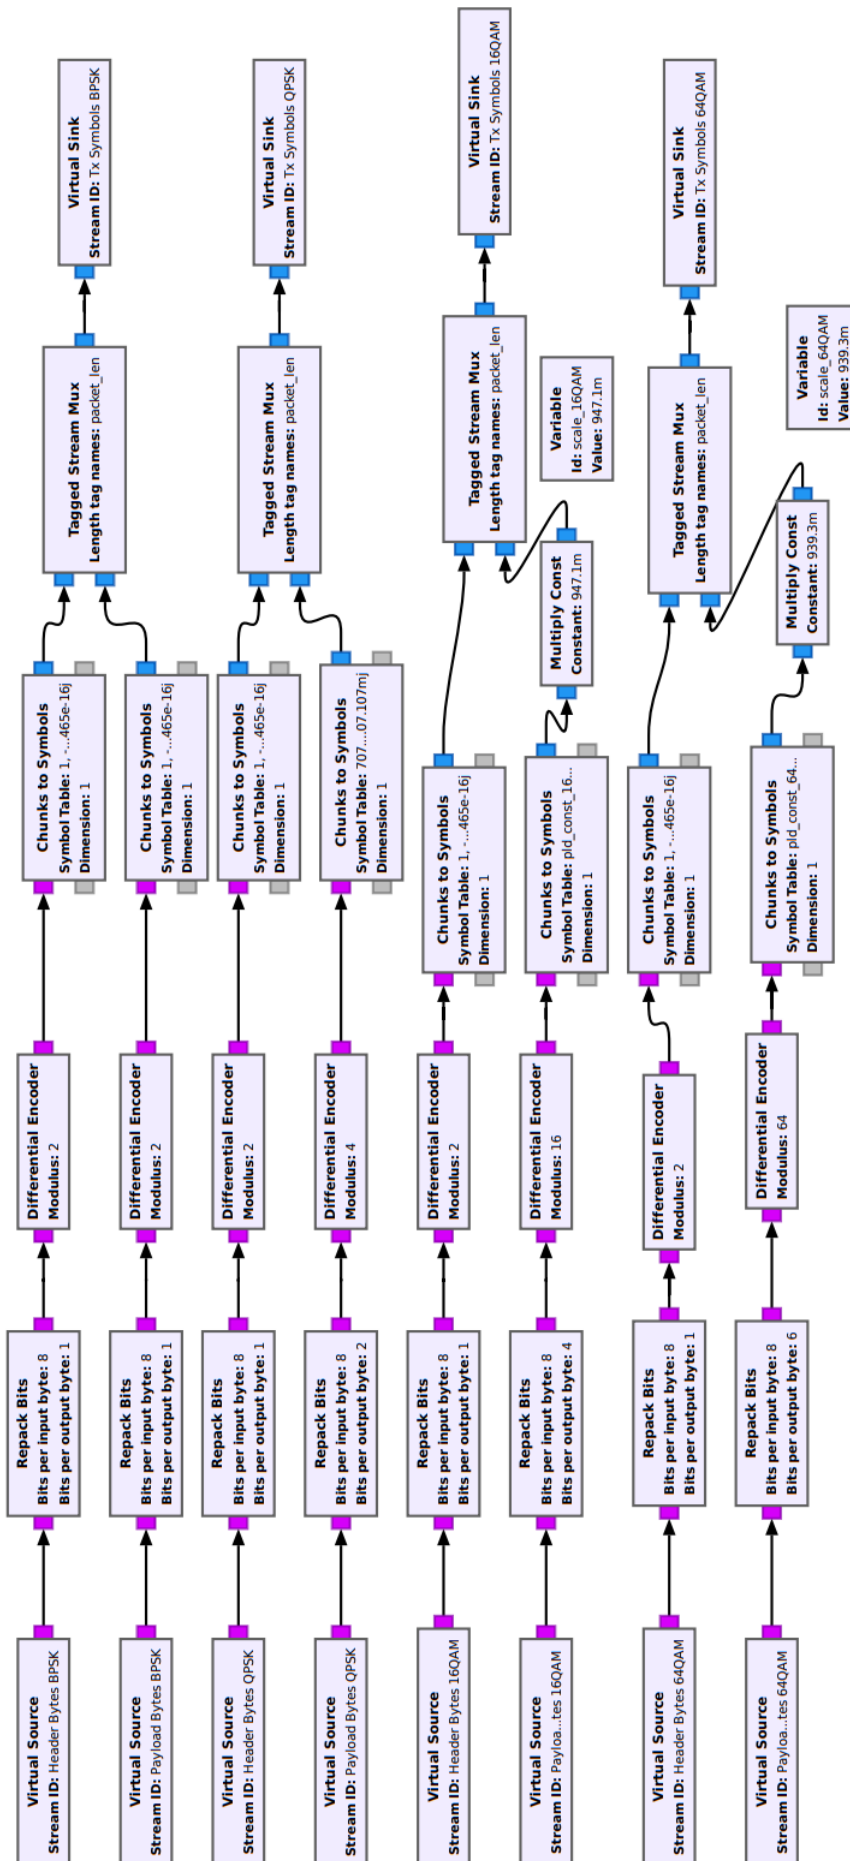 Virtual Source
Stream ID: Header Bytes BPSK
Repack Bits
Bits per input byte: 8
Bits per output byte: 1
Differential Encoder
Modulus: 2
Chunks to Symbols
Symbol Table: 1, -...465e-16j
Dimension: 1
Tagged Stream Mux
Length tag names: packet_len
Virtual Sink
Stream ID: Tx Symbols BPSK
Virtual Source
Stream ID: Payload Bytes BPSK
Repack Bits
Bits per input byte: 8
Bits per output byte: 1
Differential Encoder
Modulus: 2
Chunks to Symbols
Symbol Table: 1, -...465e-16j
Dimension: 1
Virtual Source
Stream ID: Header Bytes QPSK
Repack Bits
Bits per input byte: 8
Bits per output byte: 1
Differential Encoder
Modulus: 2
Chunks to Symbols
Symbol Table: 1, -...465e-16j
Dimension: 1
Tagged Stream Mux
Length tag names: packet_len
Virtual Sink
Stream ID: Tx Symbols QPSK
Virtual Source
Stream ID: Payload Bytes QPSK
Repack Bits
Bits per input byte: 8
Bits per output byte: 2
Differential Encoder
Modulus: 4
Chunks to Symbols
Symbol Table: 707....07.107mj
Dimension: 1
Virtual Source
Stream ID: Header Bytes 16QAM
Repack Bits
Bits per input byte: 8
Bits per output byte: 1
Differential Encoder
Modulus: 2
Chunks to Symbols
Symbol Table: 1, -...465e-16j
Dimension: 1
Tagged Stream Mux
Length tag names: packet_len
Virtual Sink
Stream ID: Tx Symbols 16QAM
Virtual Source
Stream ID: Payloa...tes 16QAM
Repack Bits
Bits per input byte: 8
Bits per output byte: 4
Differential Encoder
Modulus: 16
Chunks to Symbols
Symbol Table: pld_const_16...
Dimension: 1
Multiply Const
Constant: 947.1m
Variable
Id: scale_16QAM
Value: 947.1m
Virtual Source
Stream ID: Header Bytes 64QAM
Repack Bits
Bits per input byte: 8
Bits per output byte: 1
Differential Encoder
Modulus: 2
Chunks to Symbols
Symbol Table: 1, -...465e-16j
Dimension: 1
Tagged Stream Mux
Length tag names: packet_len
Virtual Sink
Stream ID: Tx Symbols 64QAM
Virtual Source
Stream ID: Payloa...tes 64QAM
Repack Bits
Bits per input byte: 8
Bits per output byte: 6
Differential Encoder
Modulus: 64
Chunks to Symbols
Symbol Table: pld_const_64...
Dimension: 1
Multiply Const
Constant: 939.3m
Variable
Id: scale_64QAM
Value: 939.3m